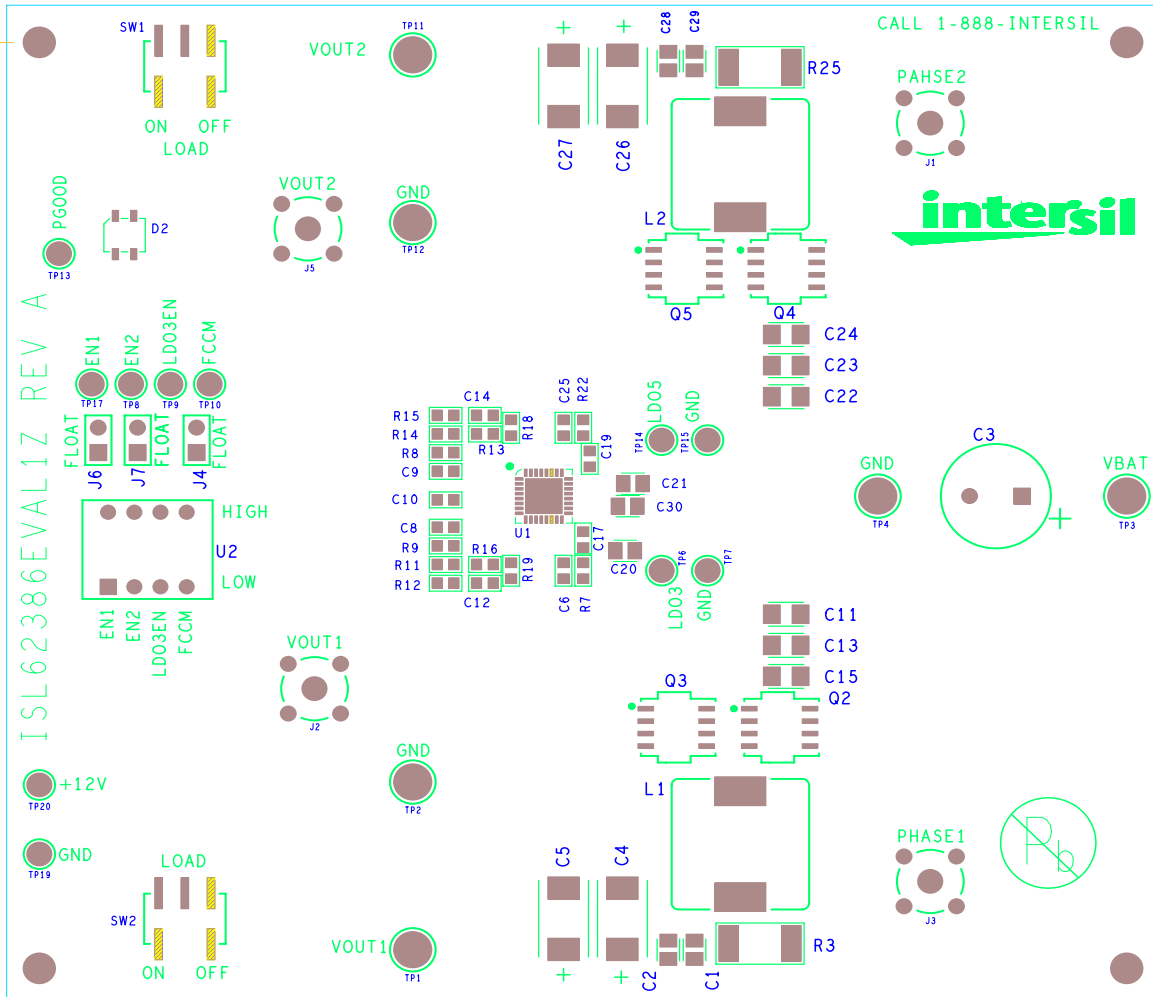 CALL 1-888-INTERSIL
SW1
TP11
VOUT2
C28
C29
R25
PAHSE2
ON
OFF
LOAD
C27
C26
J1
PGOOD
VOUT2
GND
intersil
D2
L2
TP13
J5
TP12
Q5
Q4
ISL62386EVAL1Z REV A
EN1
EN2
LDO3EN
FCCM
C24
C23
C22
TP17
TP8
TP9
TP10
FLOAT
FLOAT
FLOAT
J6
J7
J4
C14
R15
R14
R13
R18
R8
C9
C10
C8
R9
R16
R11
R12
C12
R19
C25
R22
C19
U1
C17
C6
R7
LDO5
GND
TP14
TP15
C21
C30
C20
TP6
TP7
LDO3
GND
C3
GND
VBAT
TP4
TP3
+
HIGH
U2
LOW
EN1
EN2
LDO3EN
FCCM
C11
C13
C15
VOUT1
J2
Q3
Q2
+12V
TP20
GND
TP2
L1
GND
TP19
LOAD
C5
C4
PHASE1
Rb
SW2
J3
VOUT1
R3
ON
OFF
TP1
+
+
C2
C1
+
+